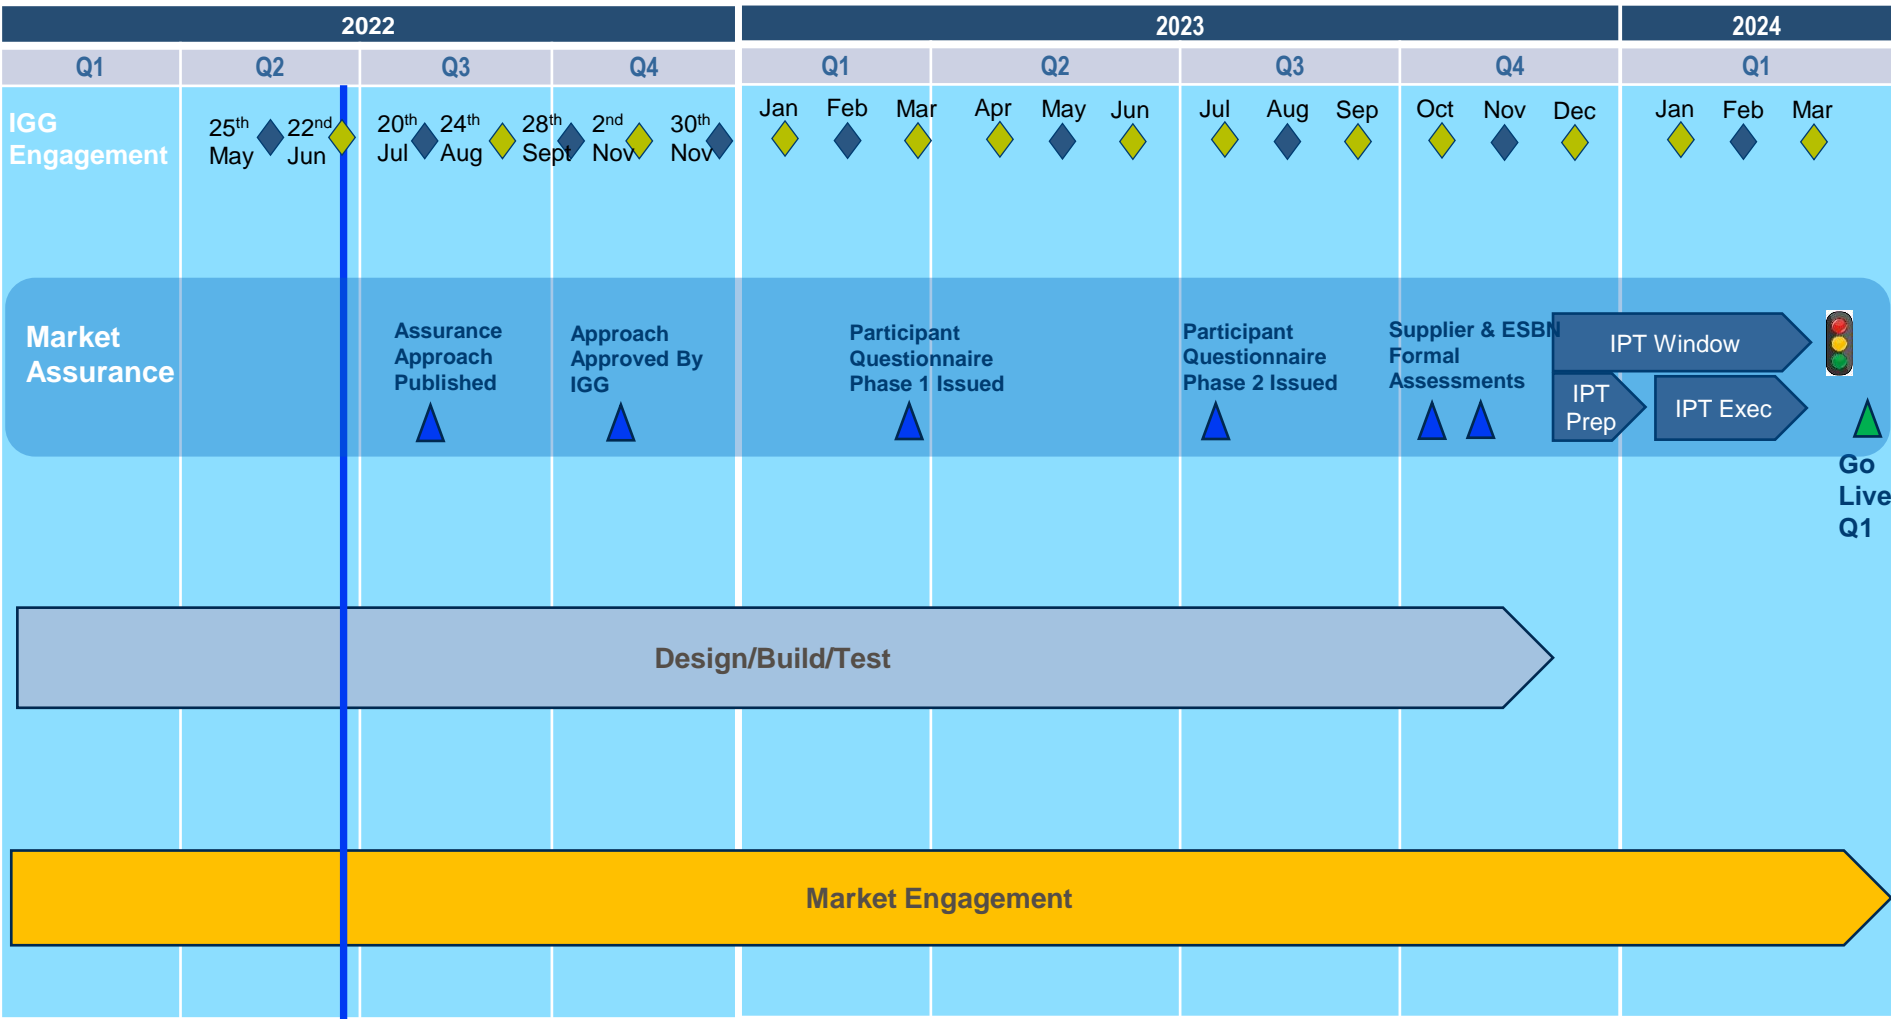 2022
2023
2024
Q1
Q2
Q3
Q4
Q1
Q2
Q3
Q4
Q1
IGG
Engagement
25th
May
22nd
Jun
20th
Jul
24th
Aug
28th
Sept
2nd
Nov
30th
Nov
Jan
Feb
Mar
Apr
May
Jun
Jul
Aug
Sep
Oct
Nov
Dec
Jan
Feb
Mar
Market
Assurance
Assurance
Approach
Published
Approach
Approved By
IGG
Participant
Questionnaire
Phase 1 Issued
Participant
Questionnaire
Phase 2 Issued
Supplier & ESBN
Formal
Assessments
IPT Window
IPT
Prep
IPT Exec
Go
Live
Q1
Design/Build/Test
Market Engagement